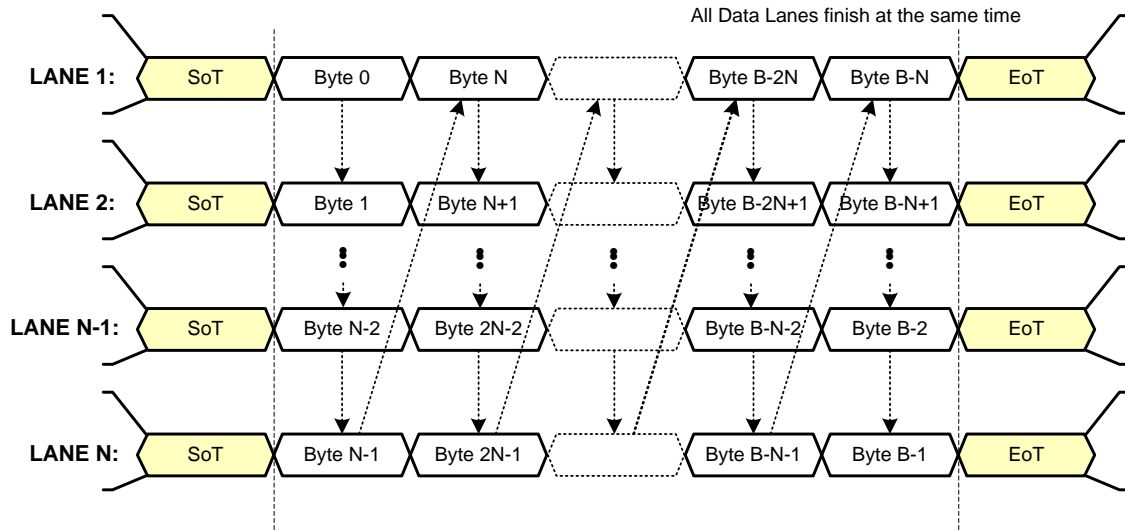 All Data Lanes finish at the same time
LANE 1: SoT Byte 0 Byte N Byte B-2N Byte B-N EoT
LANE 2: SoT Byte 1 Byte N+1 Byte B-2N+1 Byte B-N+1 EoT
LANE N-1: SoT Byte N-2 Byte 2N-2 Byte B-N-2 Byte B-2 EoT
LANE N: SoT Byte N-1 Byte 2N-1 Byte B-N-1 Byte B-1 EoT